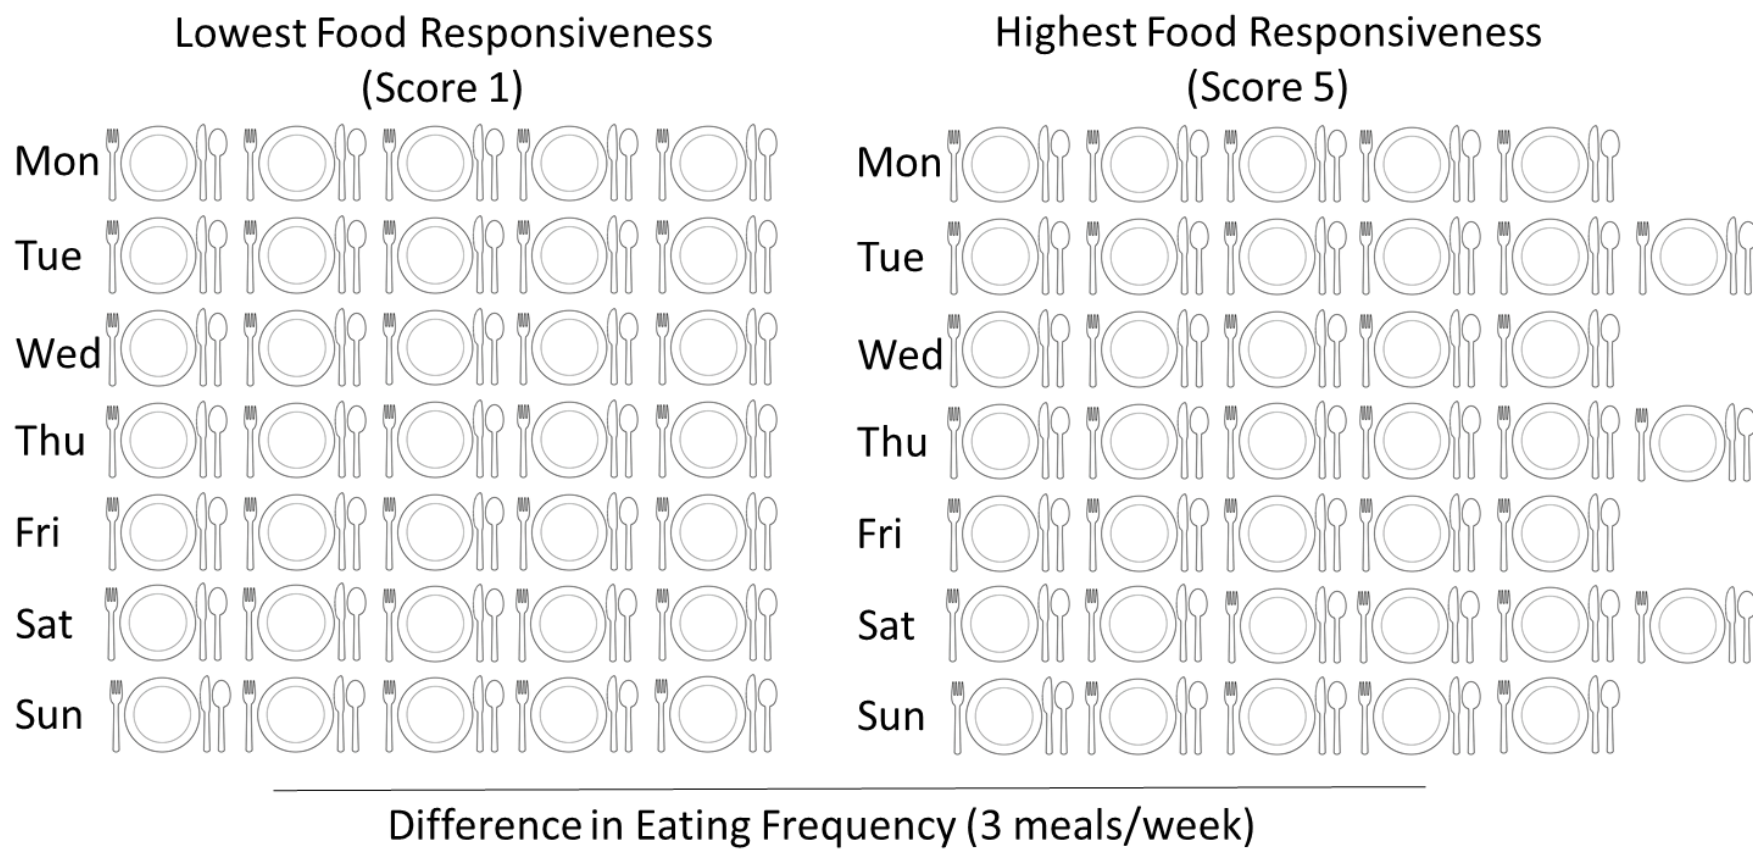 Lowest Food Responsiveness
(Score 1)
Mon
Tue
Wed
Thu
Fri
Sat
Sun
Highest Food Responsiveness
(Score 5)
Mon
Tue
Wed
Thu
Fri
Sat
Sun
Difference in Eating Frequency (3 meals/week)